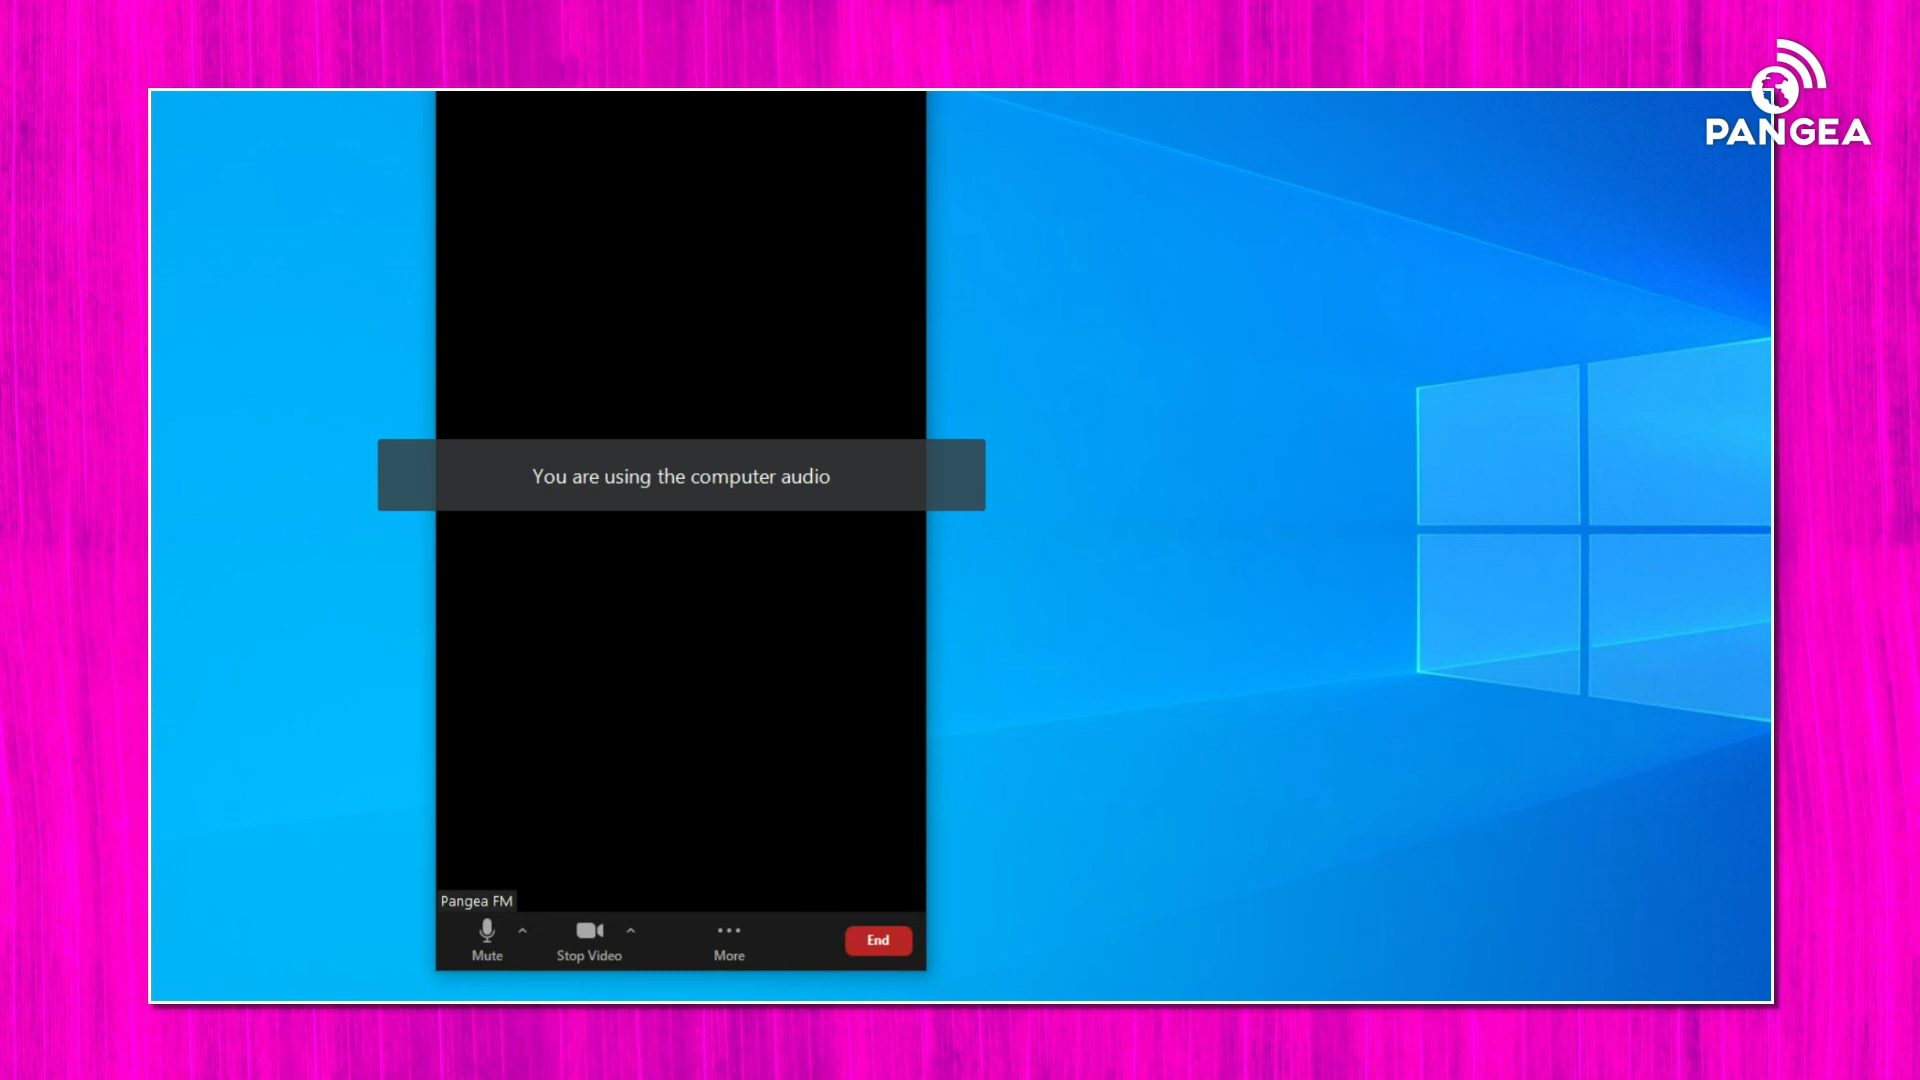 PANGEA
You are using the computer audio
Pangea FM
Mute
Stop Video
More
End